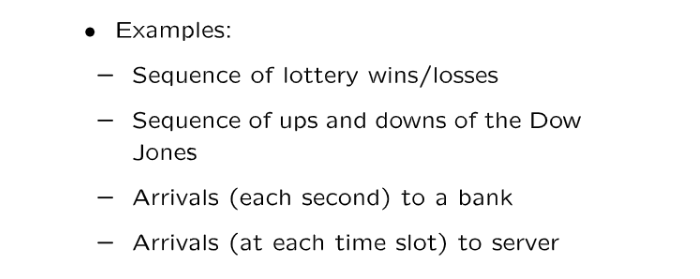 • Examples:
– Sequence of lottery wins/losses
– Sequence of ups and downs of the Dow
Jones
– Arrivals (each second) to a bank
– Arrivals (at each time slot) to server